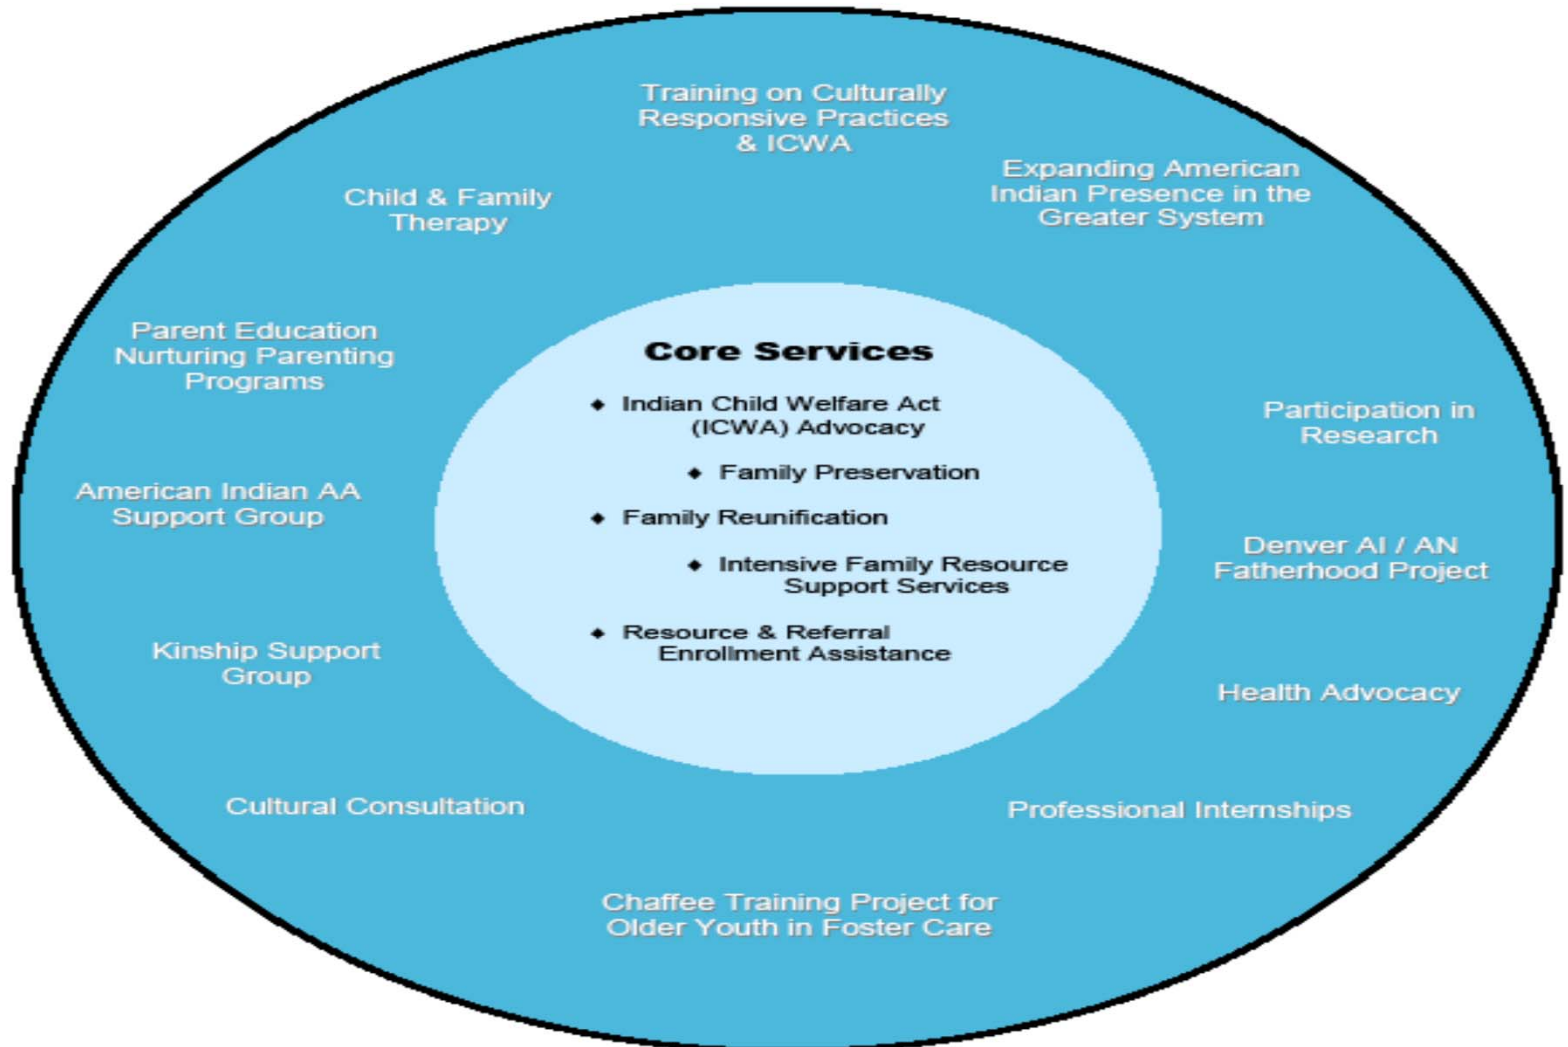 Training on Culturally
Responsive Practices
& ICWA
Expanding American
Indian Presence in the
Greater System
Child & Family
Therapy
Parent Education
Nurturing Parenting
Programs
Core Services
◆ Indian Child Welfare Act
(ICWA) Advocacy
◆ Family Preservation
◆ Family Reunification
◆ Intensive Family Resource
Support Services
◆ Resource & Referral
Enrollment Assistance
Participation in
Research
American Indian AA
Support Group
Denver AI / AN
Fatherhood Project
Kinship Support
Group
Health Advocacy
Cultural Consultation
Professional Internships
Chaffee Training Project for
Older Youth in Foster Care